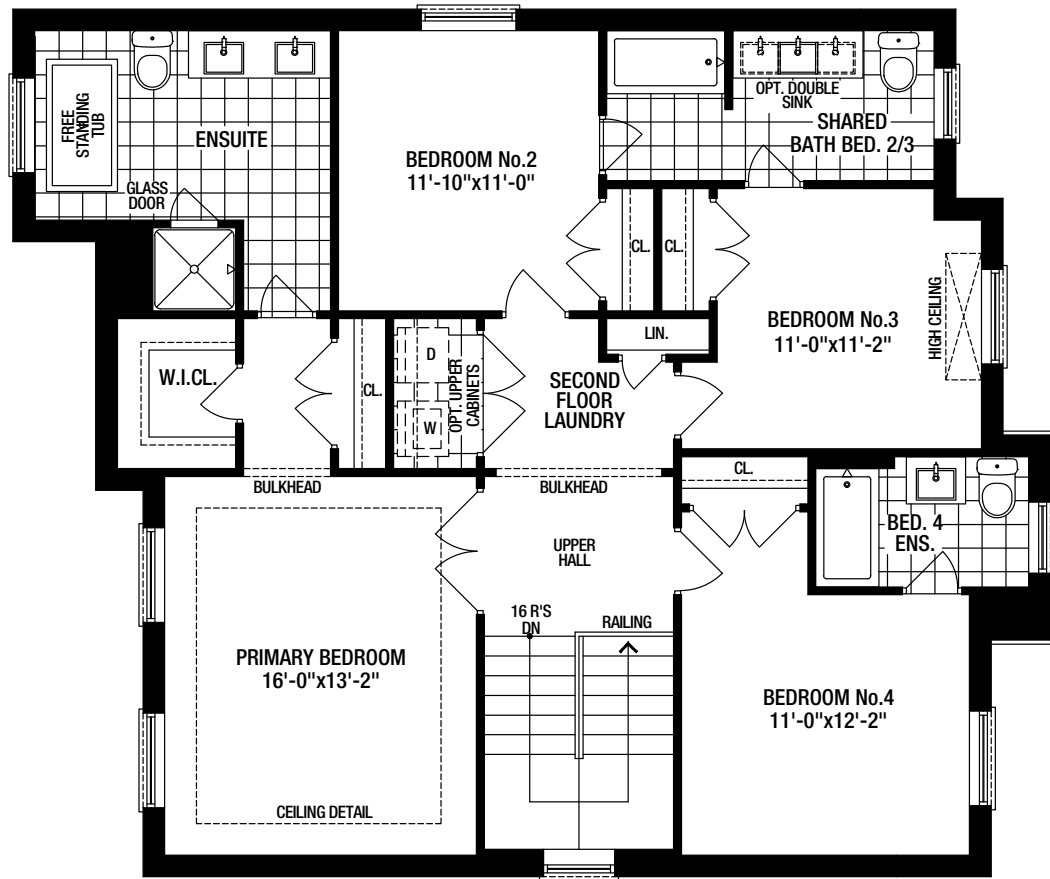 FREE
STANDING
TUB
ENSUITE
GLASS
DOOR
BEDROOM No.2
11'-10"x11'-0"
OPT. DOUBLE
SINK
SHARED
BATH BED. 2/3
CL.
CL.
BEDROOM No.3
11'-0"x11'-2"
HIGH CEILING
LIN.
W.I.CL.
CL.
D
W
OPT. UPPER
CABINETS
SECOND
FLOOR
LAUNDRY
BULKHEAD
BULKHEAD
CL.
BED. 4
ENS.
UPPER
HALL
16 R'S
DN
RAILING
PRIMARY BEDROOM
16'-0"x13'-2"
CEILING DETAIL
BEDROOM No.4
11'-0"x12'-2"